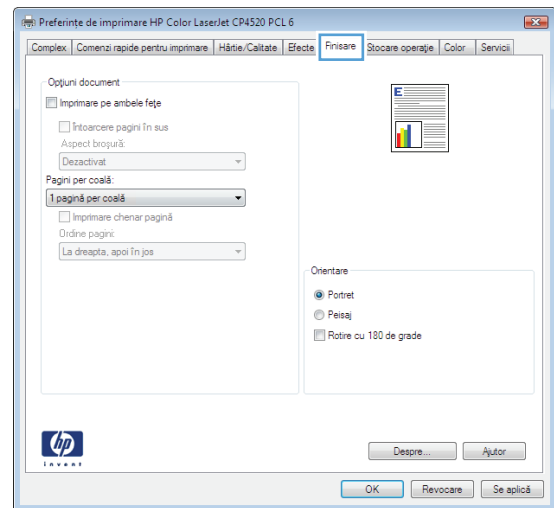 Preferințe de imprimare HP Color LaserJet CP4520 PCL 6
Complex Comenzi rapide pentru imprimare Hârtie/Calitate Efecte Finisare Stocare operație Color Servicii
Opțiuni document
Imprimare pe ambele fețe
Întoarcere pagini în sus
Aspect broșură:
Dezactivat
Pagini per coală:
1 pagină per coală
Imprimare chenar pagină
Ordine pagini:
La dreapta, apoi în jos
E
Orientare
Portret
Peisaj
Rotire cu 180 de grade
hp
invent
Despre... Ajutor
OK Revocare Se aplică